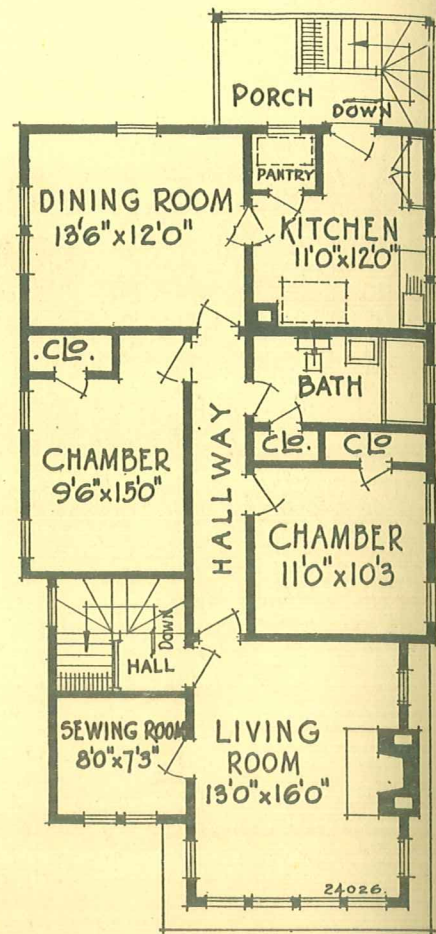 PORCH
DOWN
PANTRY
DINING ROOM
13'6"x12'0"
KITCHEN
11'0"x12'0"
.CLO.
BATH
HALLWAY
CLO.
CLO
CHAMBER
9'6"x15'0"
CHAMBER
11'0"x10'3
DOWN
HALL
SEWING ROOM
8'0"x7'3"
LIVING
ROOM
13'0"x16'0"
24026